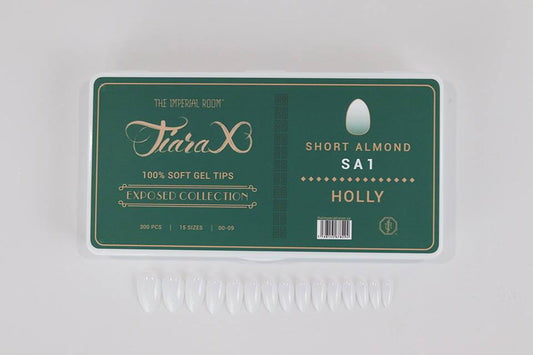 THE IMPERIAL ROOM
TiaraX
100% SOFT GEL TIPS
EXPOSED COLLECTION
300 PCS | 15 SIZES | 00-09
SHORT ALMOND
SA1
HOLLY